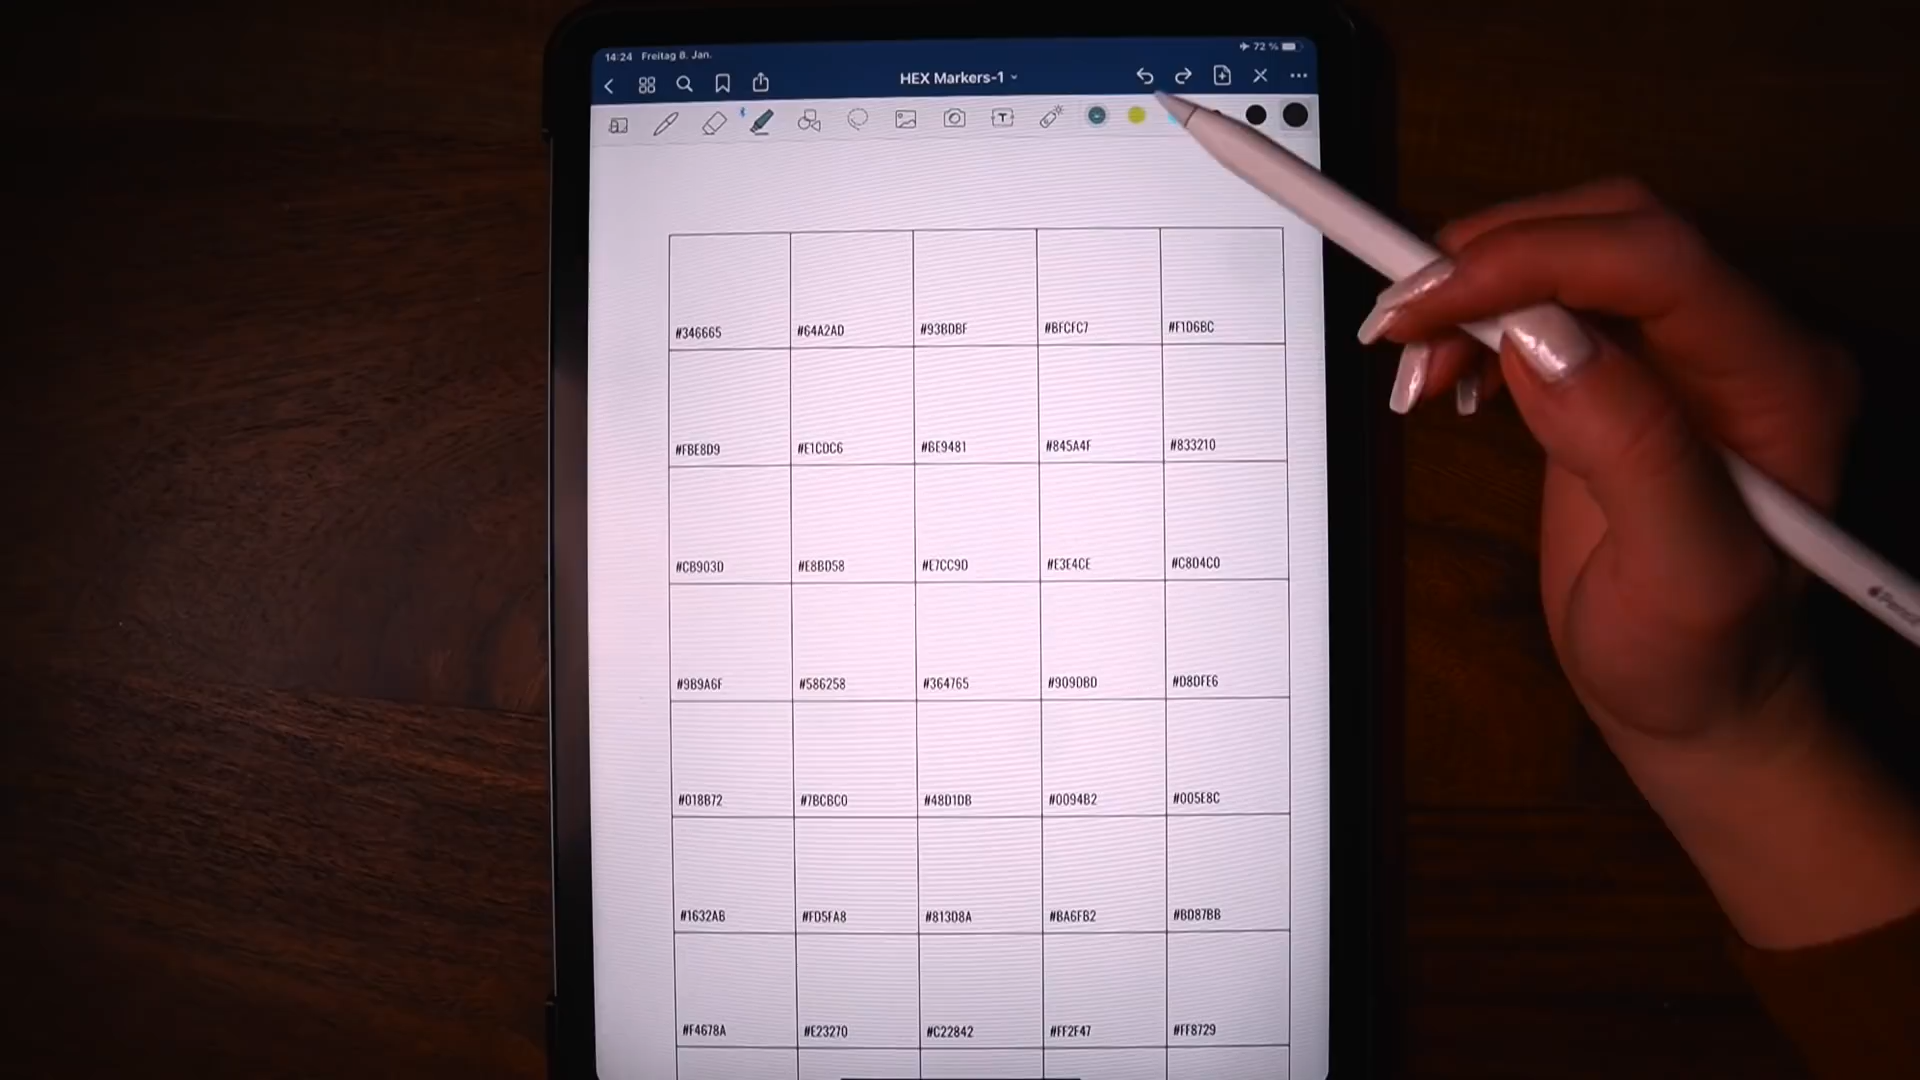 14:24 Freitag 8. Jan.
72 %
HEX Markers-1
T
#346665 #64A2AD #93BDBF #BFCFC7 #F1D6BC
#FBE8D9 #E1CDC6 #BE9481 #845A4F #833210
#CB903D #E8BD58 #E7CC9D #E3E4CE #C8D4C0
#9B9A6F #586258 #364765 #909DBD #D8DFE6
#018B72 #7BCBC0 #48D1DB #0094B2 #005E8C
#1632AB #FD5FA8 #813D8A #BA6FB2 #BD87BB
#F4678A #E23270 #C22842 #FF2F47 #FF8729
Pencil